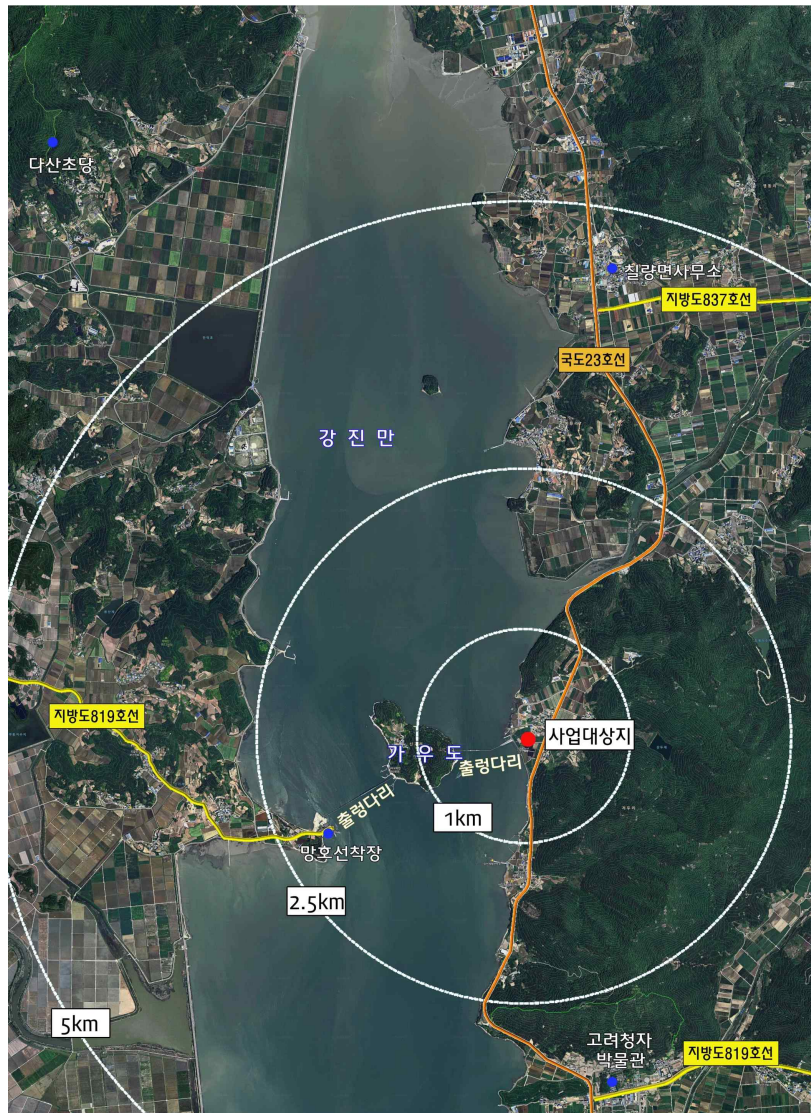 다산초당
칠량면사무소
지방도837호선
국도23호선
강 진 만
지방도819호선
사업대상지
가 우 도
출렁다리
출렁다리
1km
망호선착장
2.5km
5km
고려청자
박물관
지방도819호선